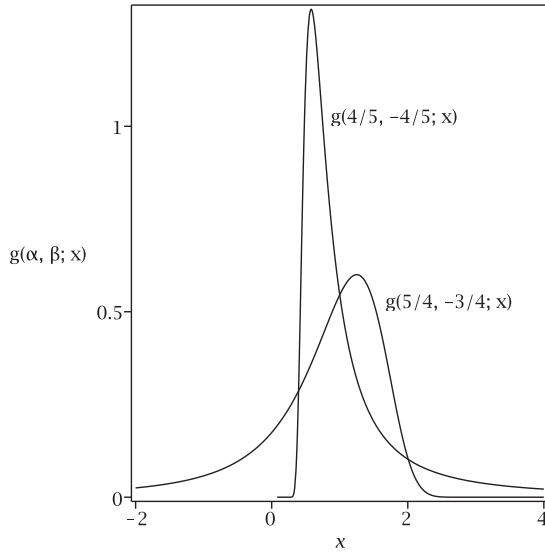 g(4/5, –4/5; x)
1
g(α, β; x)
g(5/4, –3/4; x)
0.5
0
–2
0
2
4
x